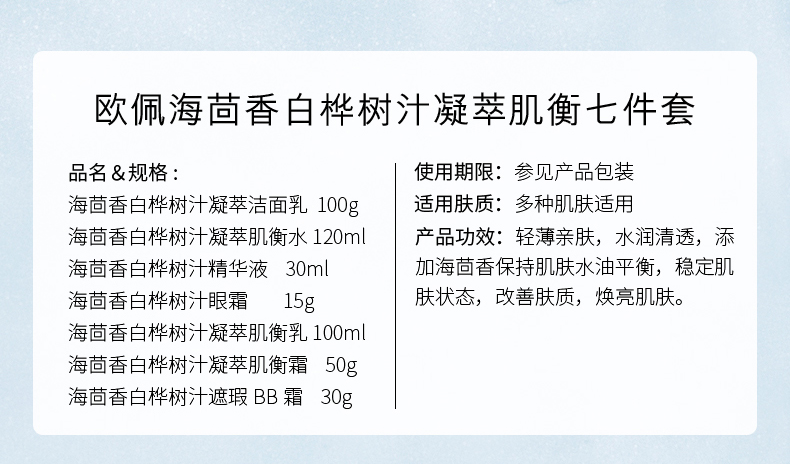 欧佩海茴香白桦树汁凝萃肌衡七件套
品名&规格:
海茴香白桦树汁凝萃洁面乳 100g
海茴香白桦树汁凝萃肌衡水 120ml
海茴香白桦树汁精华液 30ml
海茴香白桦树汁眼霜 15g
海茴香白桦树汁凝萃肌衡乳 100ml
海茴香白桦树汁凝萃肌衡霜 50g
海茴香白桦树汁遮瑕 BB 霜 30g
使用期限：参见产品包装
适用肤质：多种肌肤适用
产品功效：轻薄亲肤，水润清透，添
加海茴香保持肌肤水油平衡，稳定肌
肤状态，改善肤质，焕亮肌肤。